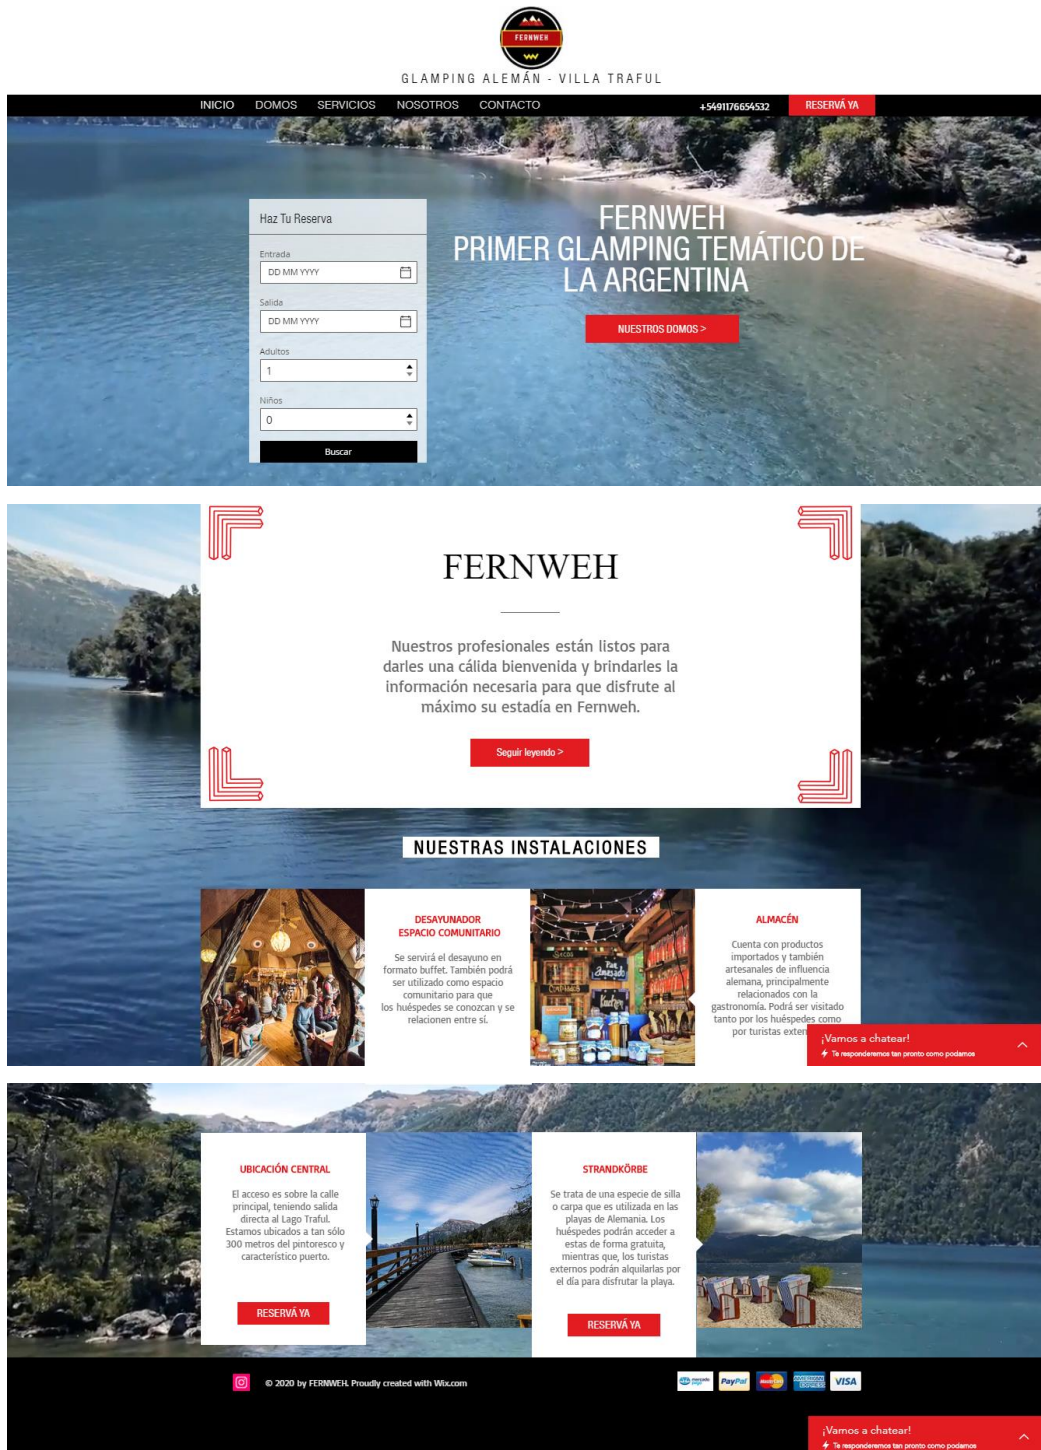 FERNWEH
GLAMPING ALEMÁN - VILLA TRAFUL
INICIO DOMOS SERVICIOS NOSOTROS CONTACTO +5491176654532 RESERVÁ YA
Haz Tu Reserva
Entrada
DD MM YYYY
Salida
DD MM YYYY
Adultos
1
Niños
0
Buscar
FERNWEH
PRIMER GLAMPING TEMÁTICO DE
LA ARGENTINA
NUESTROS DOMOS >
FERNWEH
Nuestros profesionales están listos para
darles una cálida bienvenida y brindarles la
información necesaria para que disfrute al
máximo su estadía en Fernweh.
Seguir leyendo >
NUESTRAS INSTALACIONES
DESAYUNADOR
ESPACIO COMUNITARIO
Se servirá el desayuno en
formato buffet. También podrá
ser utilizado como espacio
comunitario para que
los huéspedes se conozcan y se
relacionen entre sí.
Pan
Amasado
Kuchen
ALMACÉN
Cuenta con productos
importados y también
artesanales de influencia
alemana, principalmente
relacionados con la
gastronomía. Podrá ser visitado
tanto por los huéspedes como
por turistas exter
¡Vamos a chatear!
Te responderemos tan pronto como podamos
UBICACIÓN CENTRAL
El acceso es sobre la calle
principal, teniendo salida
directa al Lago Traful.
Estamos ubicados a tan sólo
300 metros del pintoresco y
característico puerto.
RESERVÁ YA
STRANDKÖRBE
Se trata de una especie de silla
o carpa que es utilizada en las
playas de Alemania. Los
huéspedes podrán acceder a
estas de forma gratuita,
mientras que, los turistas
externos podrán alquilarlas por
el día para disfrutar la playa.
RESERVÁ YA
© 2020 by FERNWEH. Proudly created with Wix.com
mercado pago PayPal MasterCard AMERICAN EXPRESS VISA
¡Vamos a chatear!
Te responderemos tan pronto como podamos